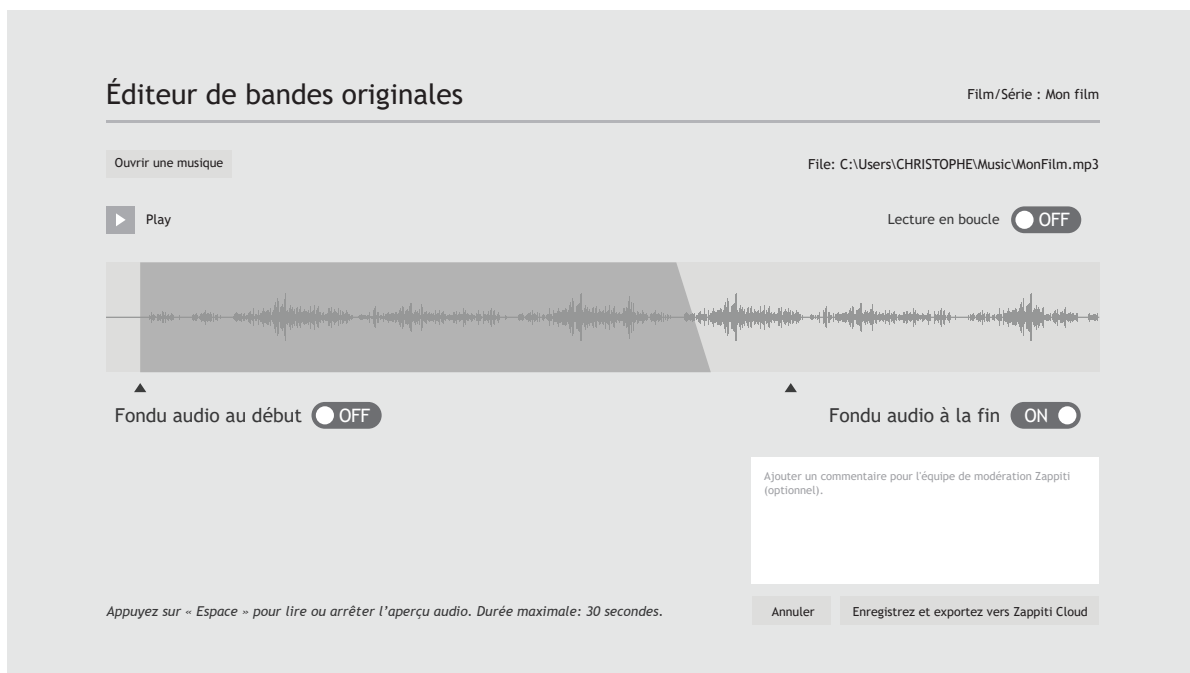 Éditeur de bandes originales
Film/Série : Mon film
Ouvrir une musique
File: C:\Users\CHRISTOPHE\Music\MonFilm.mp3
Play
Lecture en boucle
OFF
Fondu audio au début
OFF
Fondu audio à la fin
ON
Ajouter un commentaire pour l'équipe de modération Zappiti
(optionnel).
Appuyez sur « Espace » pour lire ou arrêter l’aperçu audio. Durée maximale: 30 secondes.
Annuler
Enregistrez et exportez vers Zappiti Cloud